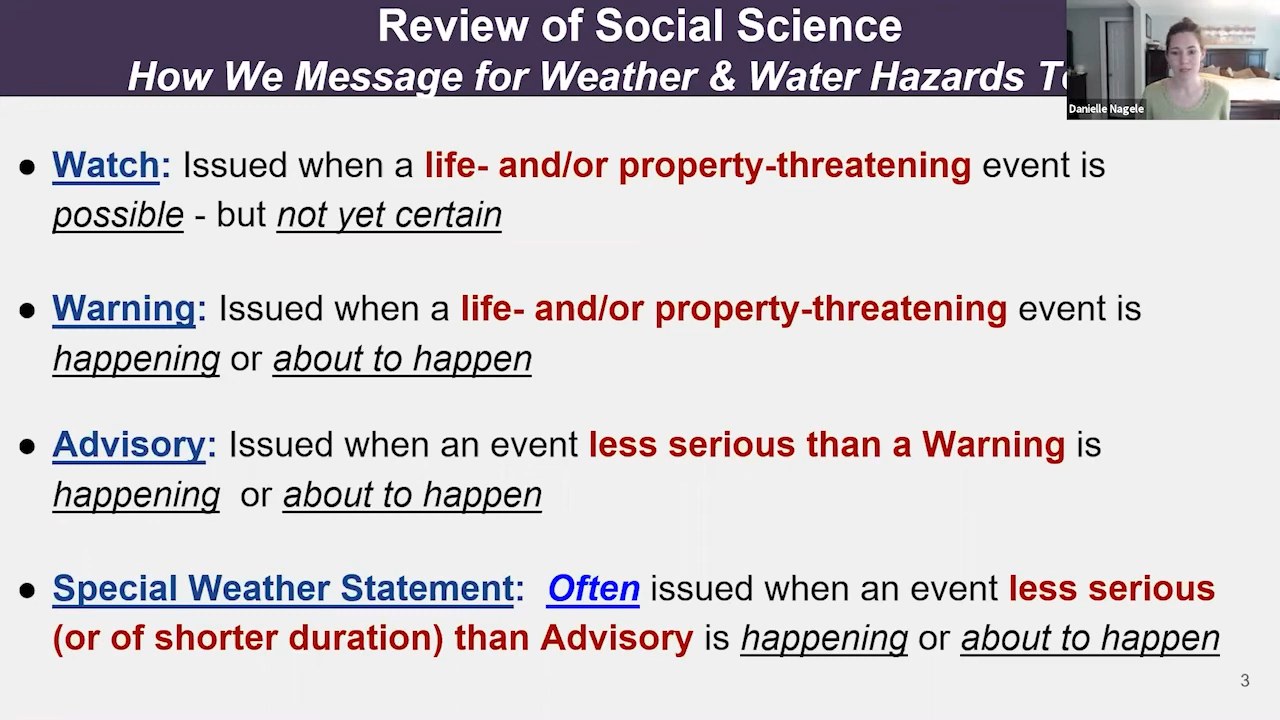 Review of Social Science
How We Message for Weather & Water Hazards
Danielle Nagele
● Watch: Issued when a life- and/or property-threatening event is
possible - but not yet certain
● Warning: Issued when a life- and/or property-threatening event is
happening or about to happen
● Advisory: Issued when an event less serious than a Warning is
happening or about to happen
● Special Weather Statement: Often issued when an event less serious
(or of shorter duration) than Advisory is happening or about to happen
3